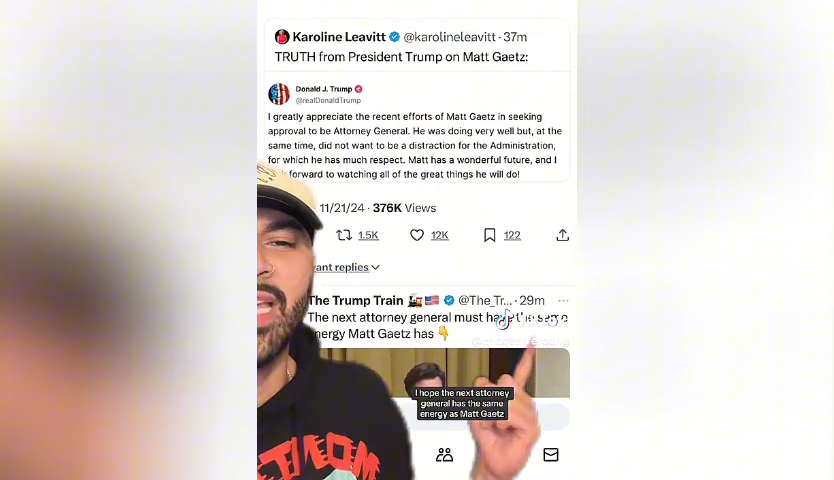 Karoline Leavitt @karolineleavitt · 37m
TRUTH from President Trump on Matt Gaetz:
Donald J. Trump
@realDonaldTrump
I greatly appreciate the recent efforts of Matt Gaetz in seeking
approval to be Attorney General. He was doing very well but, at the
same time, did not want to be a distraction for the Administration,
for which he has much respect. Matt has a wonderful future, and I
forward to watching all of the great things he will do!
11/21/24 · 376K Views
1.5K 12K 122
replies
The Trump Train @The_Tr... · 29m
The next attorney general must have the same
energy Matt Gaetz has
I hope the next attorney
general has the same
energy as Matt Gaetz